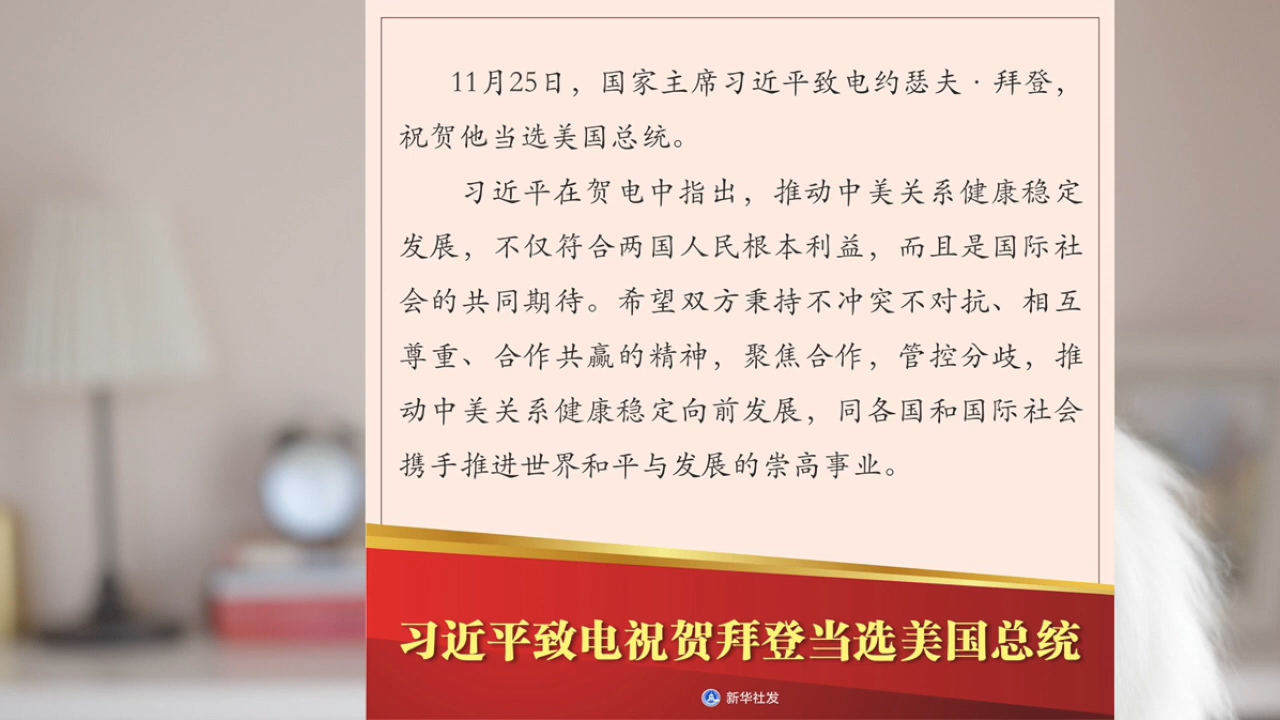 11月25日，国家主席习近平致电约瑟夫·拜登，
祝贺他当选美国总统。
习近平在贺电中指出，推动中美关系健康稳定
发展，不仅符合两国人民根本利益，而且是国际社
会的共同期待。希望双方秉持不冲突不对抗、相互
尊重、合作共赢的精神，聚焦合作，管控分歧，推
动中美关系健康稳定向前发展，同各国和国际社会
携手推进世界和平与发展的崇高事业。
习近平致电祝贺拜登当选美国总统
新华社发